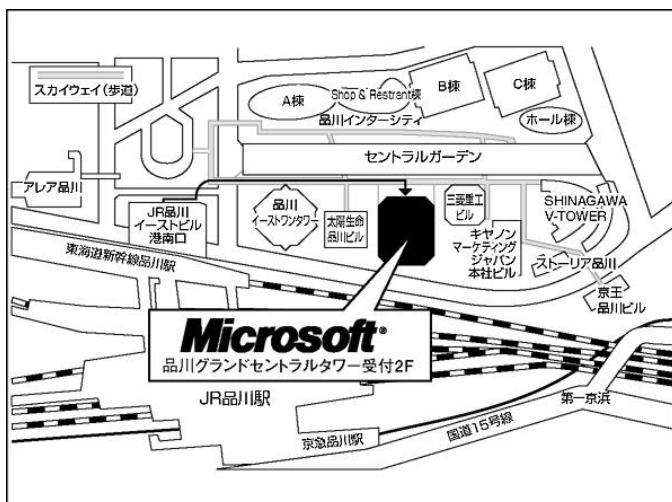 スカイウェイ(歩道)
A棟
Shop & Restrant棟
B棟
C棟
品川インターシティ
ホール棟
セントラルガーデン
アレア品川
JR品川
イーストビル
港南口
品川
イーストワンタワー
太陽生命
品川ビル
三菱重工
ビル
SHINAGAWA
V-TOWER
キヤノン
マーケティング
ジャパン
本社ビル
ストーリア品川
東海道新幹線品川駅
京王
品川ビル
Microsoft®
品川グランドセントラルタワー受付2F
JR品川駅
京急品川駅
国道15号線
第一京浜